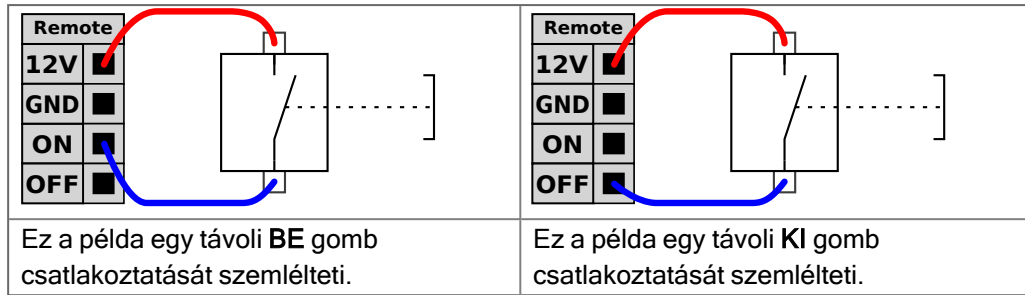 Remote
12V
GND
ON
OFF
Ez a példa egy távoli BE gomb
csatlakoztatását szemlélteti.
Remote
12V
GND
ON
OFF
Ez a példa egy távoli KI gomb
csatlakoztatását szemlélteti.